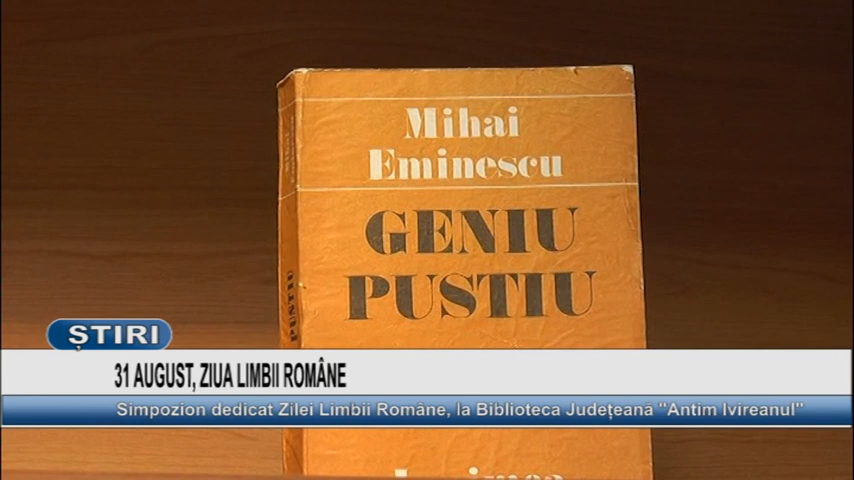 Mihai
Eminescu
GENIU
PUSTIU
PUSTIU
ȘTIRI
31 AUGUST, ZIUA LIMBII ROMÂNE
Simpozion dedicat Zilei Limbii Române, la Biblioteca Județeană "Antim Ivireanul"